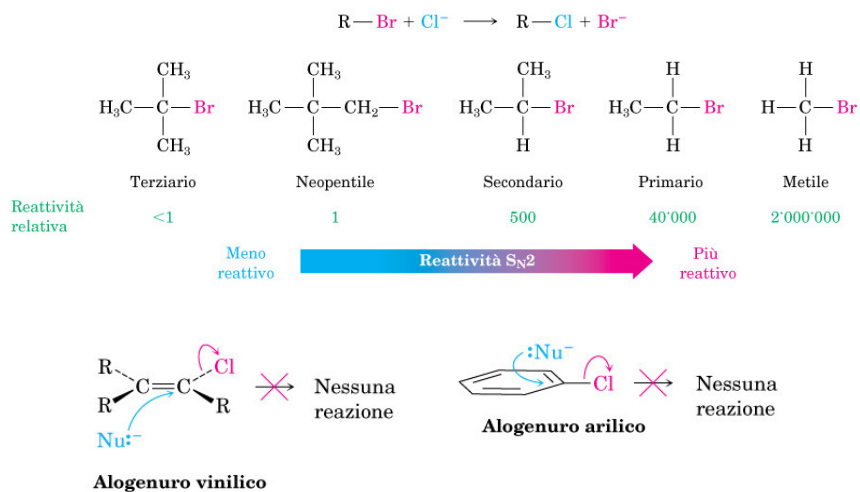 R—Br + Cl⁻ ⟶ R—Cl + Br⁻
CH₃ CH₃ CH₃ H H
H₃C—C—Br H₃C—C—CH₂—Br H₃C—C—Br H₃C—C—Br H—C—Br
CH₃ CH₃ H H H
Terziario Neopentile Secondario Primario Metile
Reattività relativa <1 1 500 40'000 2'000'000
Meno reattivo Reattività SN2 Più reattivo
R Cl :Nu⁻
C=C Cl
R R
Nessuna reazione Nessuna reazione
Nu:⁻
Alogenuro arilico
Alogenuro vinilico